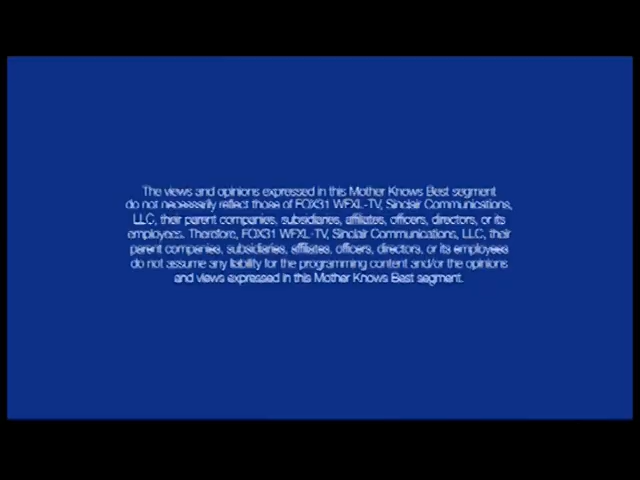 The views and opinions expressed in this Mother Knows Best segment
do not necessarily reflect those of FOX31 WFXL-TV, Sinclair Communications,
LLC, their parent companies, subsidiaries, affiliates, officers, directors, or its
employees. Therefore, FOX31 WFXL-TV, Sinclair Communications, LLC, their
parent companies, subsidiaries, affiliates, officers, directors, or its employees
do not assume any liability for the programming content and/or the opinions
and views expressed in this Mother Knows Best segment.